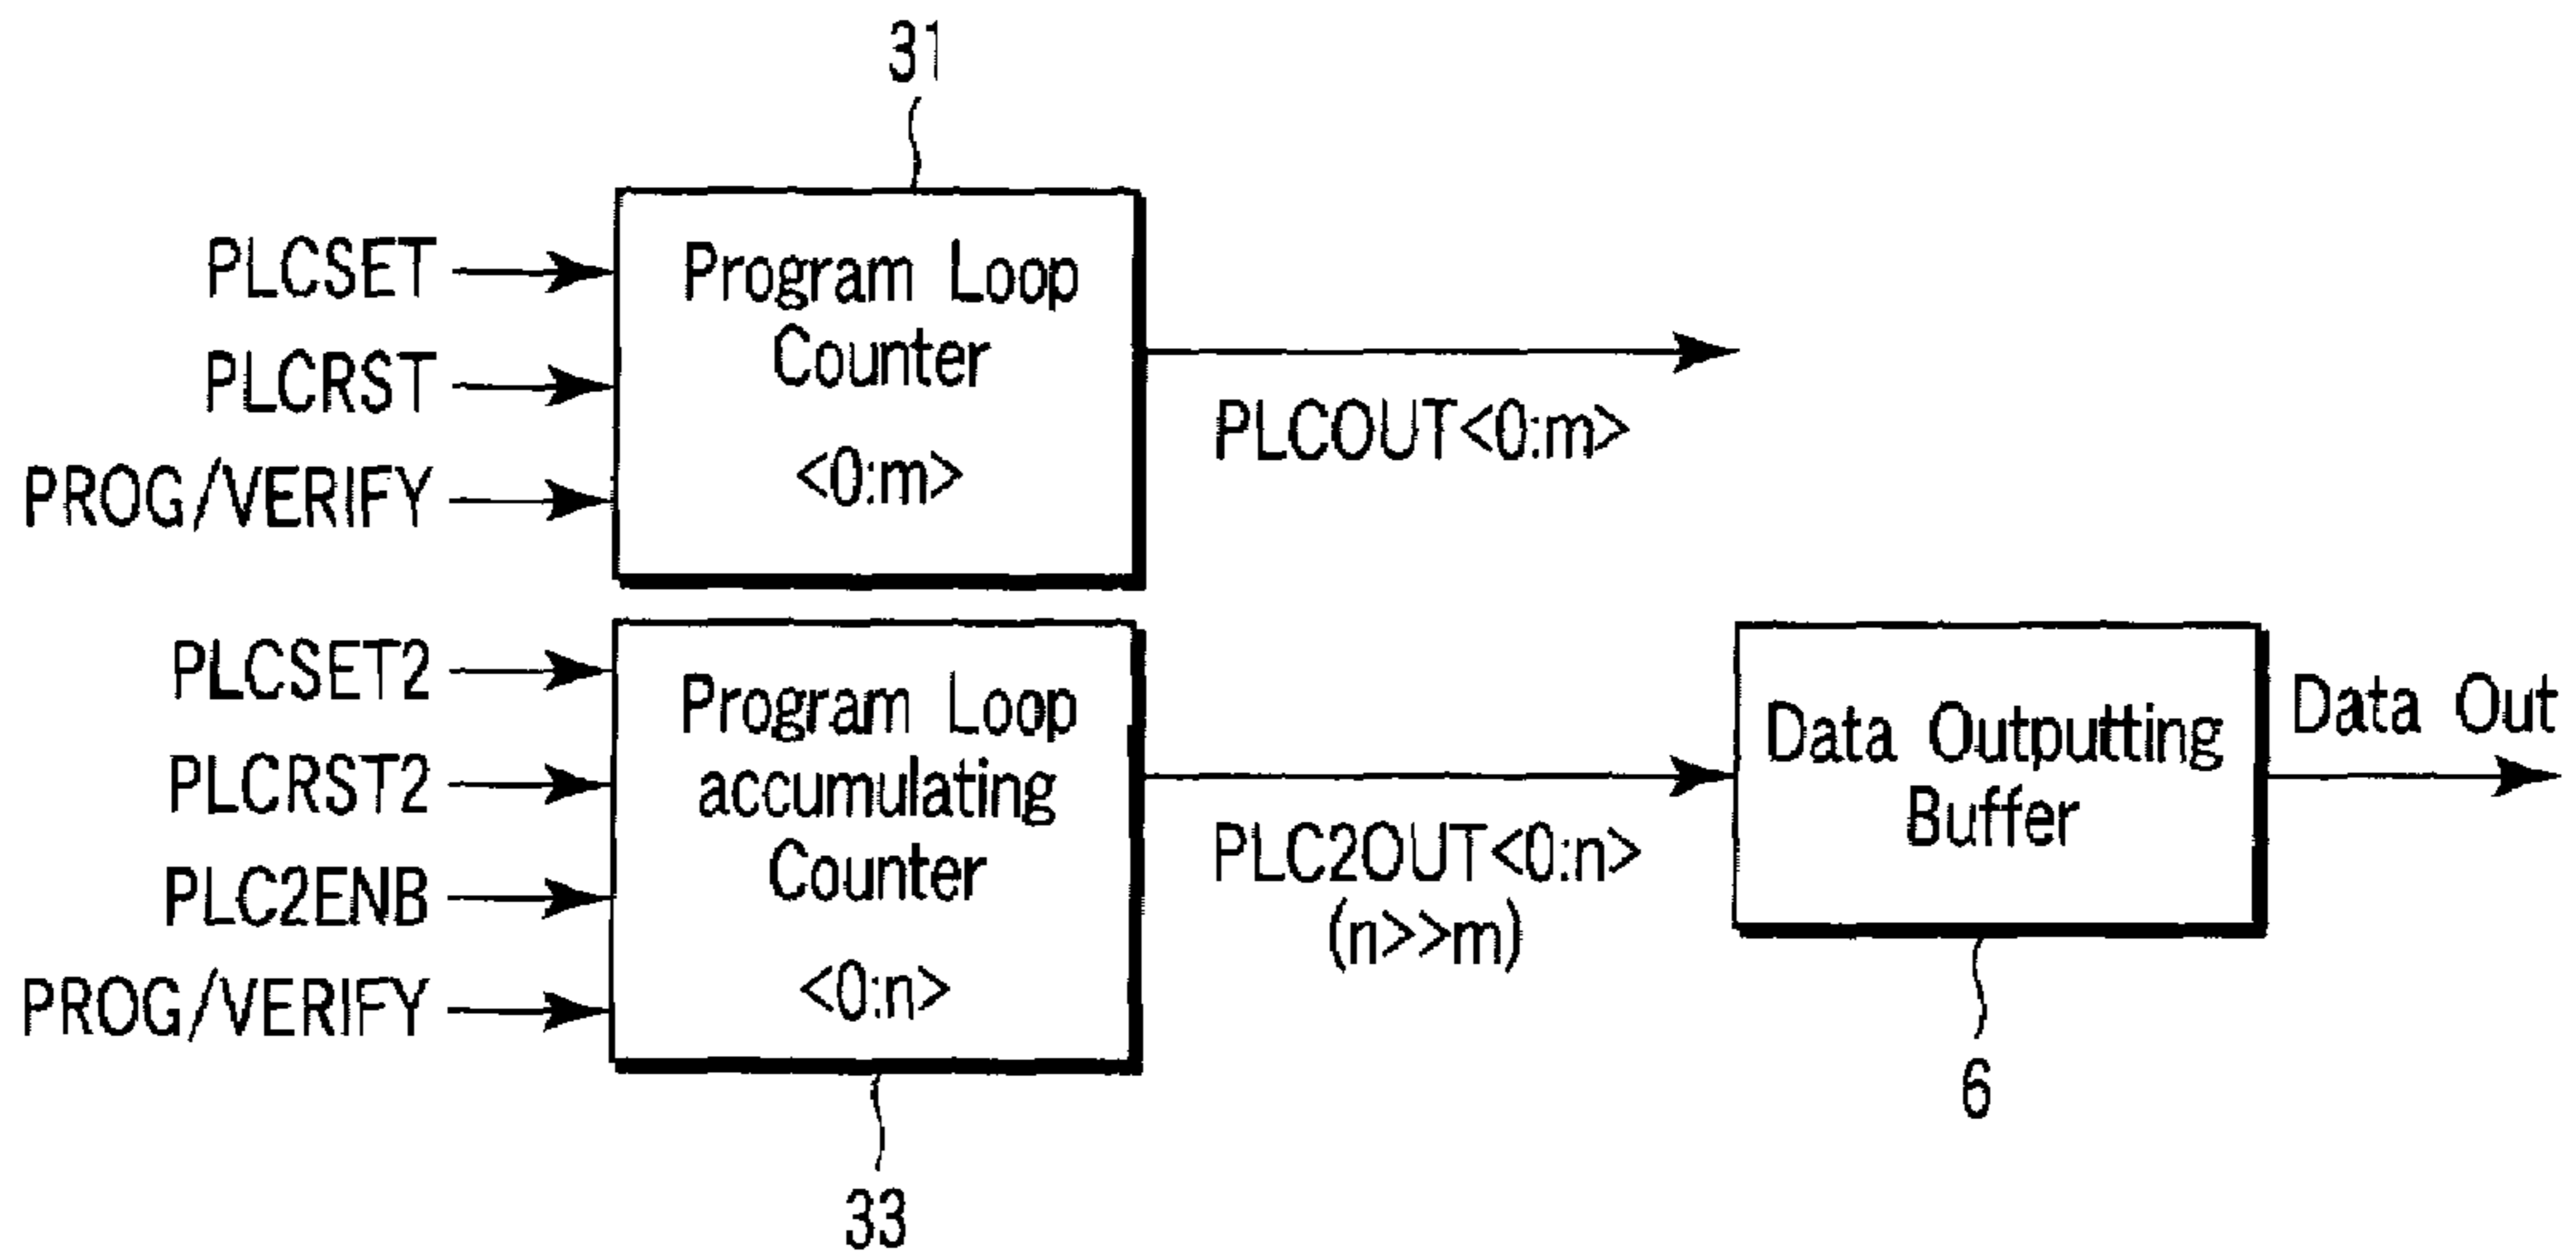 31
PLCSET
PLCRST
PROG/VERIFY
Program Loop
Counter
<0:m>
PLCOUT<0:m>
PLCSET2
PLCRST2
PLC2ENB
PROG/VERIFY
Program Loop
accumulating
Counter
<0:n>
PLC2OUT<0:n>
(n>>m)
Data Outputting
Buffer
Data Out
6
33